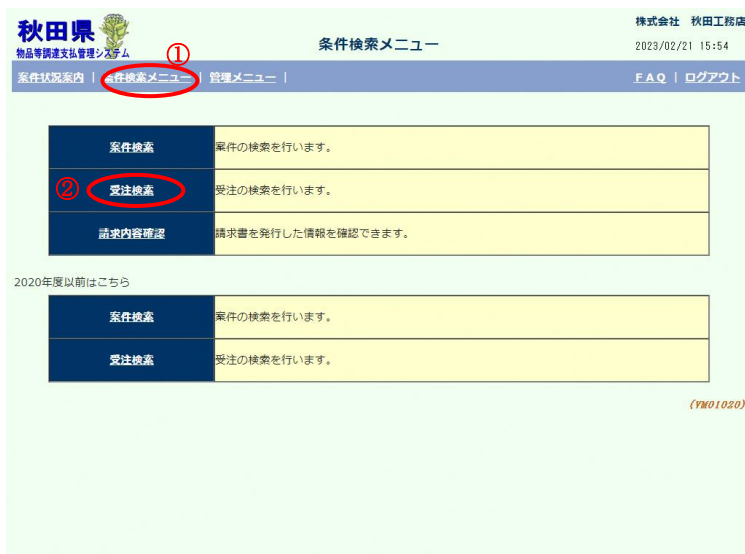 秋田県
物品等調達支払管理システム
条件検索メニュー
株式会社 秋田工務店
2023/02/21 15:54
①
案件状況案内 | 条件検索メニュー | 管理メニュー |
FAQ | ログアウト
案件検索 案件の検索を行います。
② 受注検索 受注の検索を行います。
請求内容確認 請求書を発行した情報を確認できます。
2020年度以前はこちら
案件検索 案件の検索を行います。
受注検索 受注の検索を行います。
(YM01020)